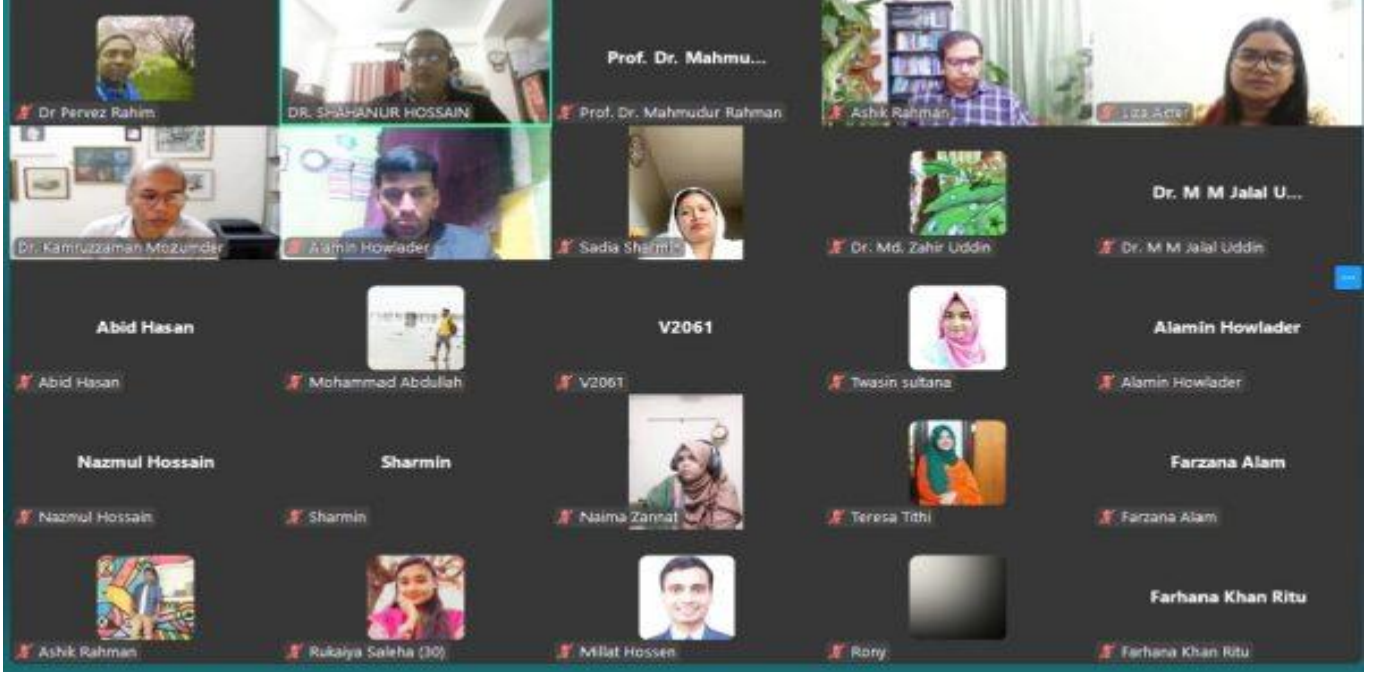 Dr Pervez Rahim
DR. SHAHANUR HOSSAIN
Prof. Dr. Mahmu...
Prof. Dr. Mahmudur Rahman
Ashik Rahman
Liza Acter
Dr. Kamruzzaman Mozumder
Alamin Howlader
Sadia Sharmin
Dr. Md. Zahir Uddin
Dr. M M Jalal U...
Dr. M M Jalal Uddin
Abid Hasan
Abid Hasan
Mohammad Abdullah
V2061
V2061
Twasin sultana
Alamin Howlader
Alamin Howlader
Nazmul Hossain
Nazmul Hossain
Sharmin
Sharmin
Naima Zannat
Teresa Tithi
Farzana Alam
Farzana Alam
Ashik Rahman
Rukaiya Saleha (30)
Millat Hossen
Rony
Farhana Khan Ritu
Farhana Khan Ritu